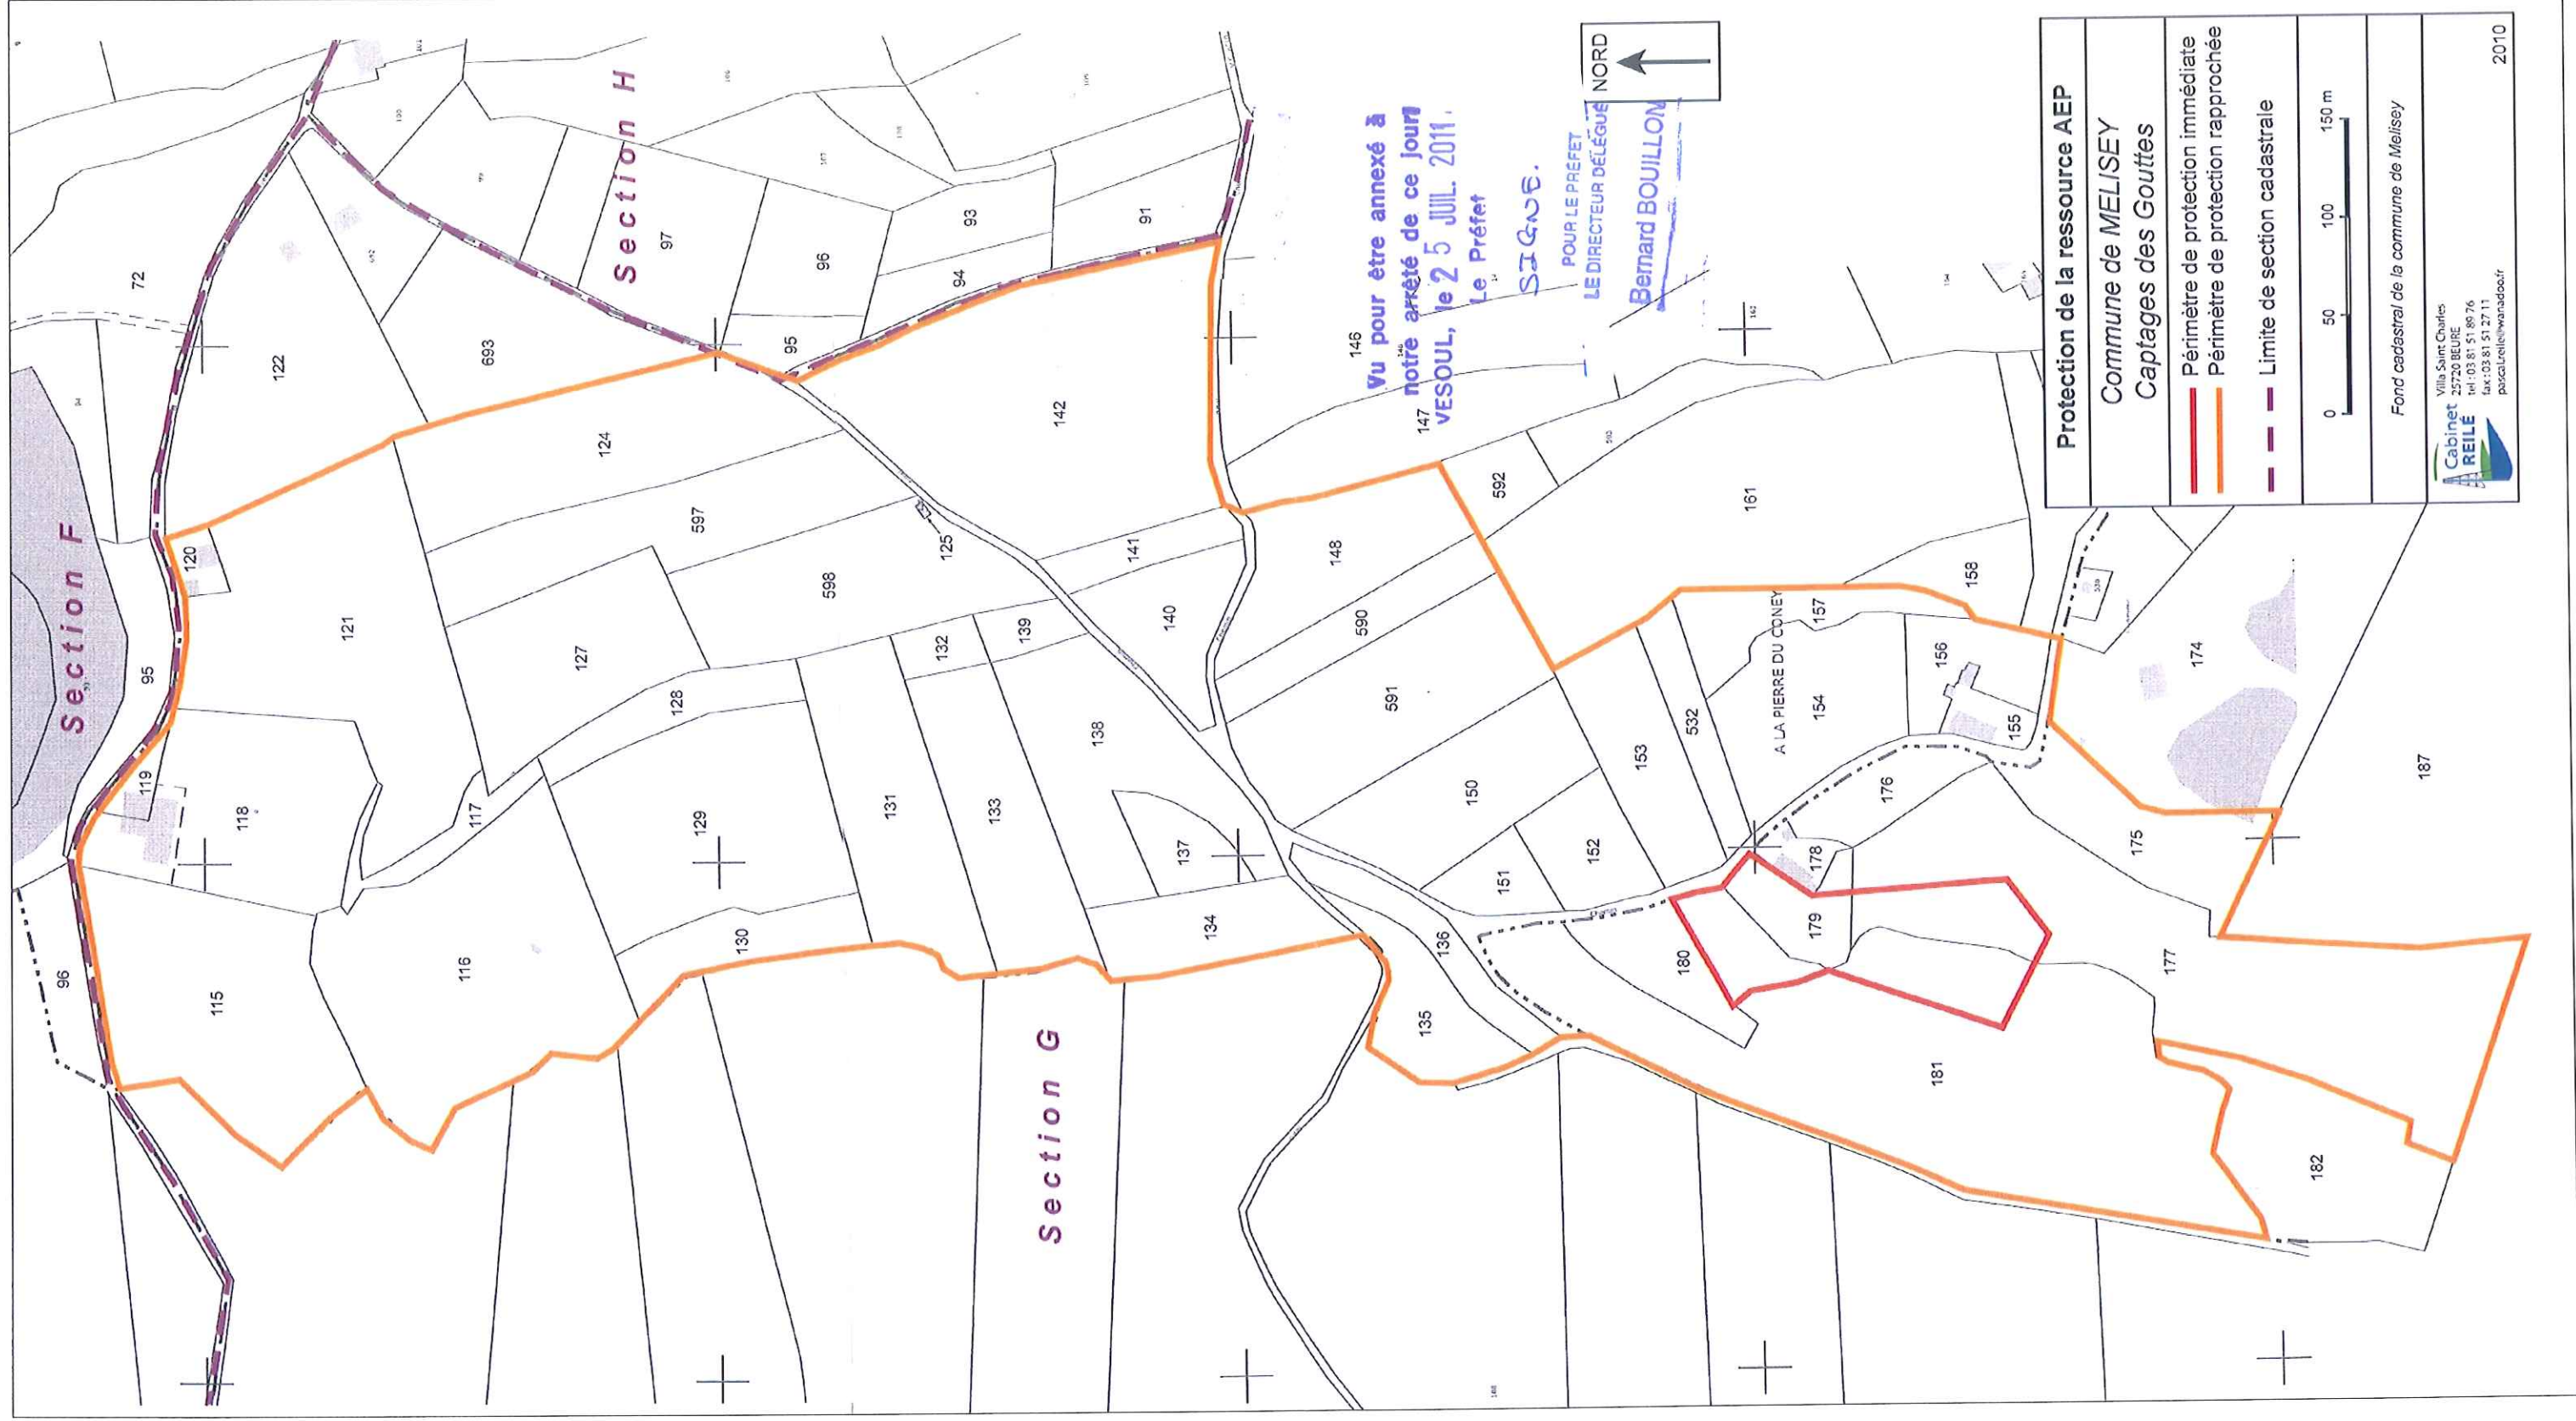 Section F
Section H
Section G
72
95
96
115
116
117
118
119
120
121
122
124
125
127
128
129
130
131
132
133
134
135
136
137
138
139
140
141
142
693
692
597
598
91
93
94
95
96
97
146
147
148
150
151
152
153
154
155
156
157
158
161
532
590
591
592
593
174
175
176
177
178
179
180
181
182
187
A LA PIERRE DU CONEY
Vu pour être annexé à
notre arrêté de ce jour
VESOUL, le 25 JUIL. 2011
Le Préfet
SIGNE.
POUR LE PRÉFET
LE DIRECTEUR DÉLÉGUÉ
Bernard BOUILLON
NORD
Protection de la ressource AEP
Commune de MELISEY
Captages des Gouttes
Périmètre de protection immédiate
Périmètre de protection rapprochée
Limite de section cadastrale
0 50 100 150 m
Fond cadastral de la commune de Melisey
Cabinet
REILÉ
Villa Saint Charles
25720 BEURE
tel : 03 81 51 89 76
fax : 03 81 51 27 11
pascal.reile@wanadoo.fr
2010